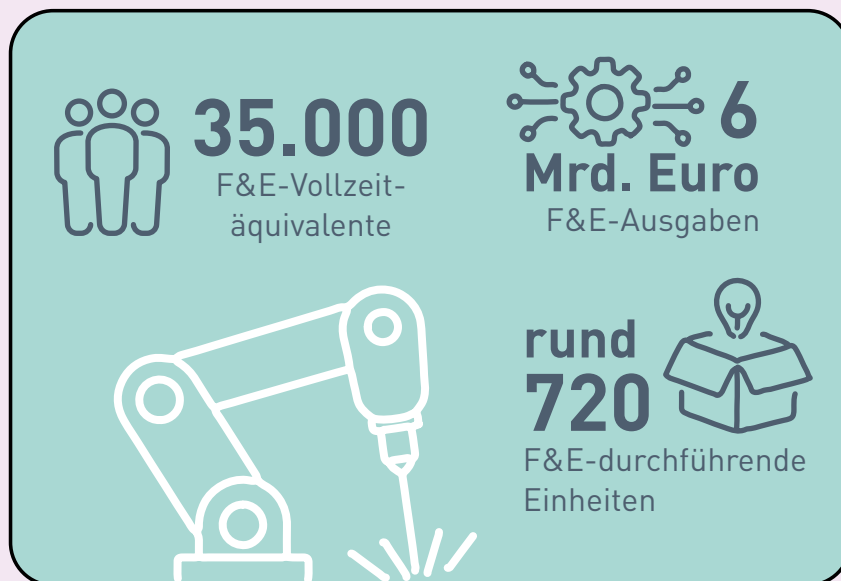 35.000
F&E-Vollzeit-
äquivalente
6
Mrd. Euro
F&E-Ausgaben
rund
720
F&E-durchführende
Einheiten